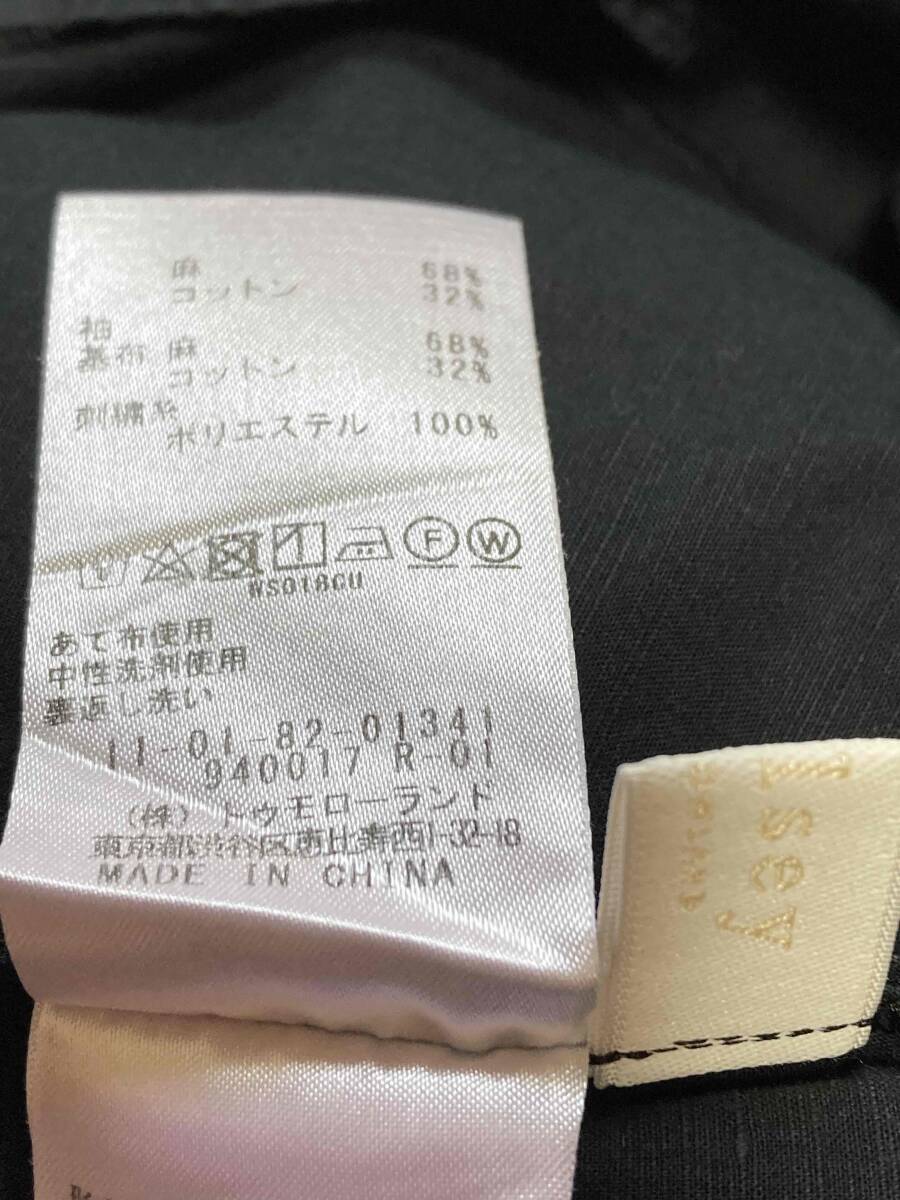 麻 68%
コットン 32%
袖
基布 麻 68%
コットン 32%
刺繍糸
ポリエステル 100%
F W
WS018CU
あて布使用
中性洗剤使用
裏返し洗い
11-01-82-01341
940017 R-01
(株) トゥモローランド
東京都渋谷区恵比寿西1-32-18
MADE IN CHINA